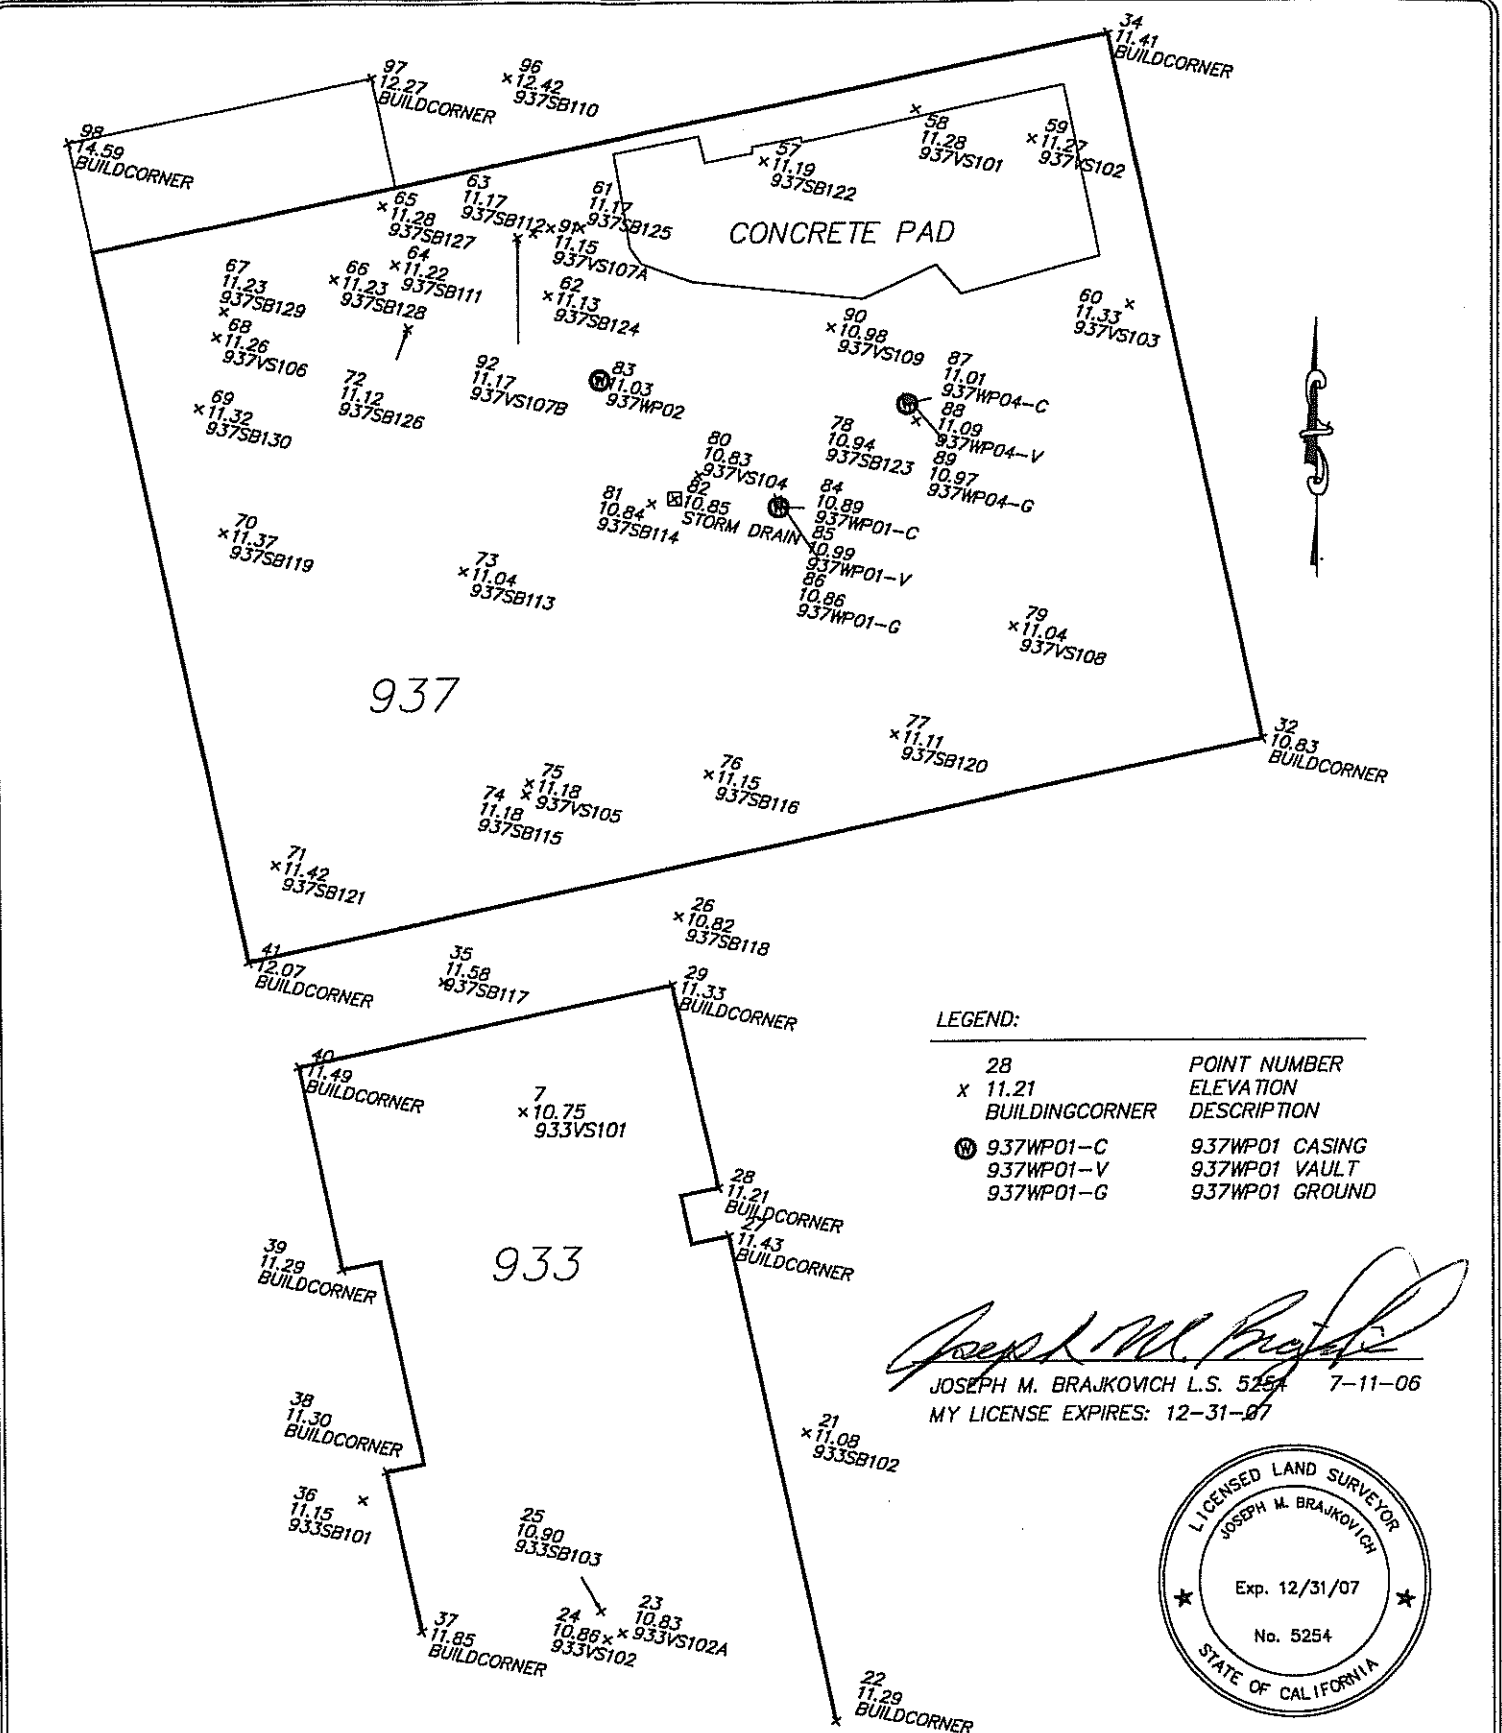 34
11.41
BUILDCORNER
97
12.27
BUILDCORNER
96
12.42
937SB110
98
14.59
BUILDCORNER
58
11.28
937VS101
59
11.27
937VS102
57
11.19
937SB122
CONCRETE PAD
65
11.28
937SB127
63
11.17
937SB112
61
11.17
937SB125
91
11.15
937VS107A
64
11.22
937SB111
67
11.23
937SB129
66
11.23
937SB128
62
11.13
937SB124
60
11.33
937VS103
68
11.26
937VS106
90
10.98
937VS109
72
11.12
937SB126
92
11.17
937VS107B
83
11.03
937WP02
87
11.01
937WP04-C
88
11.09
937WP04-V
89
10.97
937WP04-G
69
11.32
937SB130
78
10.94
937SB123
80
10.83
937VS104
81
10.84
937SB114
82
10.85
STORM DRAIN
84
10.89
937WP01-C
85
10.99
937WP01-V
86
10.86
937WP01-G
70
11.37
937SB119
73
11.04
937SB113
79
11.04
937VS108
937
77
11.11
937SB120
32
10.83
BUILDCORNER
75
11.18
937VS105
74
11.18
937SB115
76
11.15
937SB116
71
11.42
937SB121
26
10.82
937SB118
41
12.07
BUILDCORNER
35
11.58
937SB117
29
11.33
BUILDCORNER
40
11.49
BUILDCORNER
7
10.75
933VS101
LEGEND:
28 POINT NUMBER
x 11.21 ELEVATION
BUILDINGCORNER DESCRIPTION
W 937WP01-C 937WP01 CASING
937WP01-V 937WP01 VAULT
937WP01-G 937WP01 GROUND
28
11.21
BUILDCORNER
27
11.43
BUILDCORNER
39
11.29
BUILDCORNER
933
Joseph M. Brajkovich
JOSEPH M. BRAJKOVICH L.S. 5254 7-11-06
MY LICENSE EXPIRES: 12-31-07
38
11.30
BUILDCORNER
21
11.08
933SB102
36
11.15
933SB101
25
10.90
933SB103
23
10.83
933VS102A
24
10.86
933VS102
37
11.85
BUILDCORNER
22
11.29
BUILDCORNER
LICENSED LAND SURVEYOR
JOSEPH M. BRAJKOVICH
Exp. 12/31/07
No. 5254
STATE OF CALIFORNIA